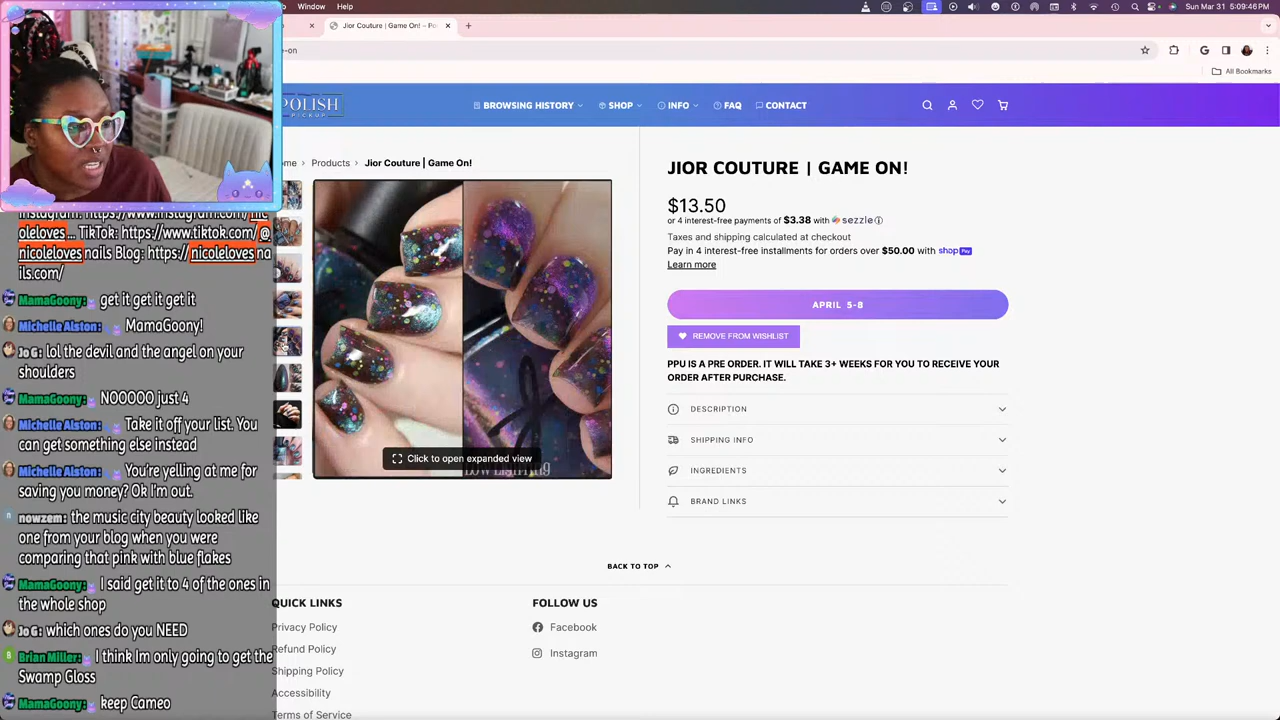 Window
Help
Sun Mar 31 5:09:46 PM
Jior Couture | Game On! – Po
o-on
All Bookmarks
POLISH
PICKUP
BROWSING HISTORY
SHOP
INFO
FAQ
CONTACT
ome > Products > Jior Couture | Game On!
Click to open expanded view
LOW LIGHTING
JIOR COUTURE | GAME ON!
$13.50
or 4 interest-free payments of $3.38 with sezzle
Taxes and shipping calculated at checkout
Pay in 4 interest-free installments for orders over $50.00 with shop Pay
Learn more
APRIL 5-8
REMOVE FROM WISHLIST
PPU IS A PRE ORDER. IT WILL TAKE 3+ WEEKS FOR YOU TO RECEIVE YOUR
ORDER AFTER PURCHASE.
DESCRIPTION
SHIPPING INFO
INGREDIENTS
BRAND LINKS
BACK TO TOP
QUICK LINKS
Privacy Policy
Refund Policy
Shipping Policy
Accessibility
Terms of Service
FOLLOW US
Facebook
Instagram
Instagram: https://www.instagram.com/nic
oleloves ... TikTok: https://www.tiktok.com/@
nicoleloves nails Blog: https://nicoleloves na
ils.com/
MamaGoony: get it get it get it
Michelle Alston: MamaGoony!
Jo G: lol the devil and the angel on your
shoulders
MamaGoony: NOOOOO just 4
Michelle Alston: Take it off your list. You
can get something else instead
Michelle Alston: You're yelling at me for
saving you money? Ok I'm out.
nowzem: the music city beauty looked like
one from your blog when you were
comparing that pink with blue flakes
MamaGoony: I said get it to 4 of the ones in
the whole shop
Jo G: which ones do you NEED
Brian Miller: I think Im only going to get the
Swamp Gloss
MamaGoony: keep Cameo